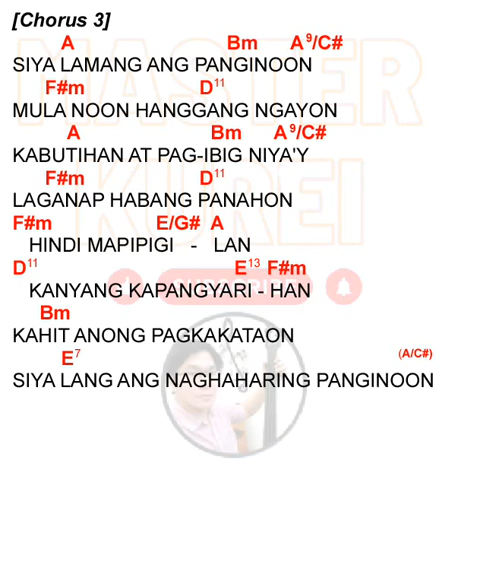 [Chorus 3]
A Bm A⁹/C#
SIYA LAMANG ANG PANGINOON
F#m D¹¹
MULA NOON HANGGANG NGAYON
A Bm A⁹/C#
KABUTIHAN AT PAG-IBIG NIYA'Y
F#m D¹¹
LAGANAP HABANG PANAHON
F#m E/G# A
HINDI MAPIPIGI - LAN
D¹¹ E¹³ F#m
KANYANG KAPANGYARI - HAN
Bm
KAHIT ANONG PAGKAKATAON
E⁷ (A/C#)
SIYA LANG ANG NAGHAHARING PANGINOON
NASTER
KUREI